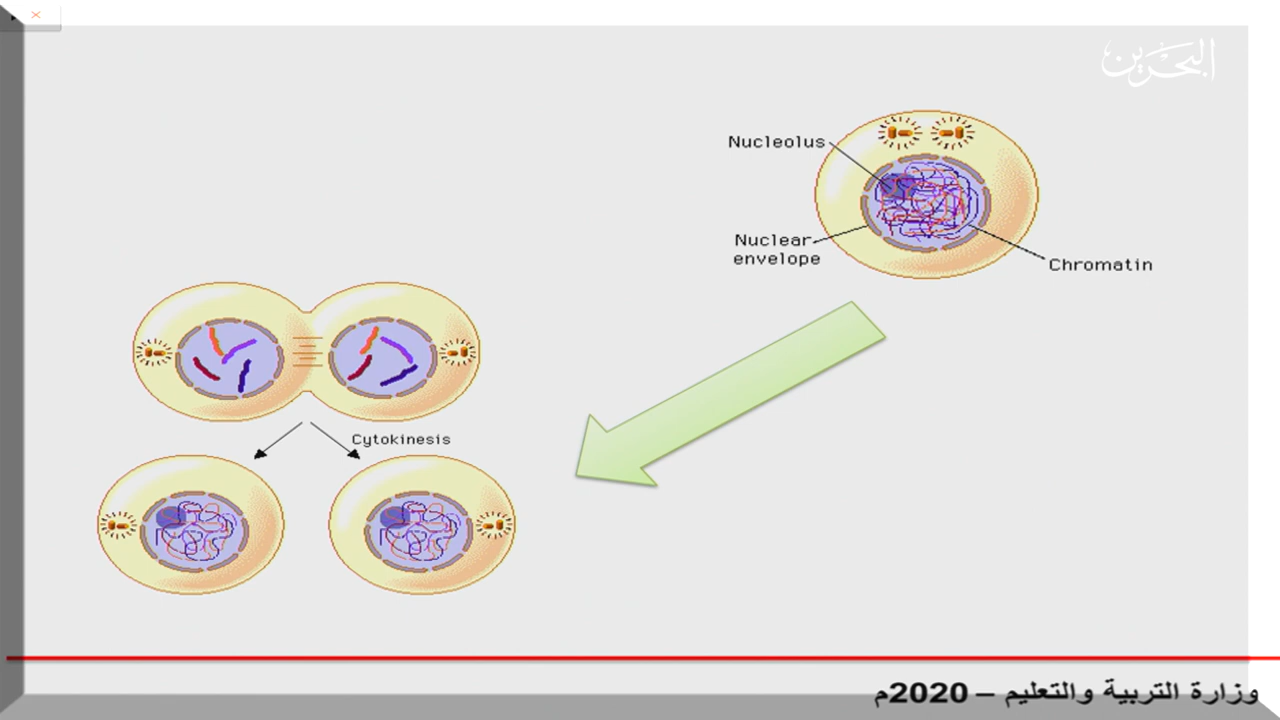 البحرين
Nucleolus
Nuclear
envelope
Chromatin
Cytokinesis
وزارة التربية والتعليم – 2020م